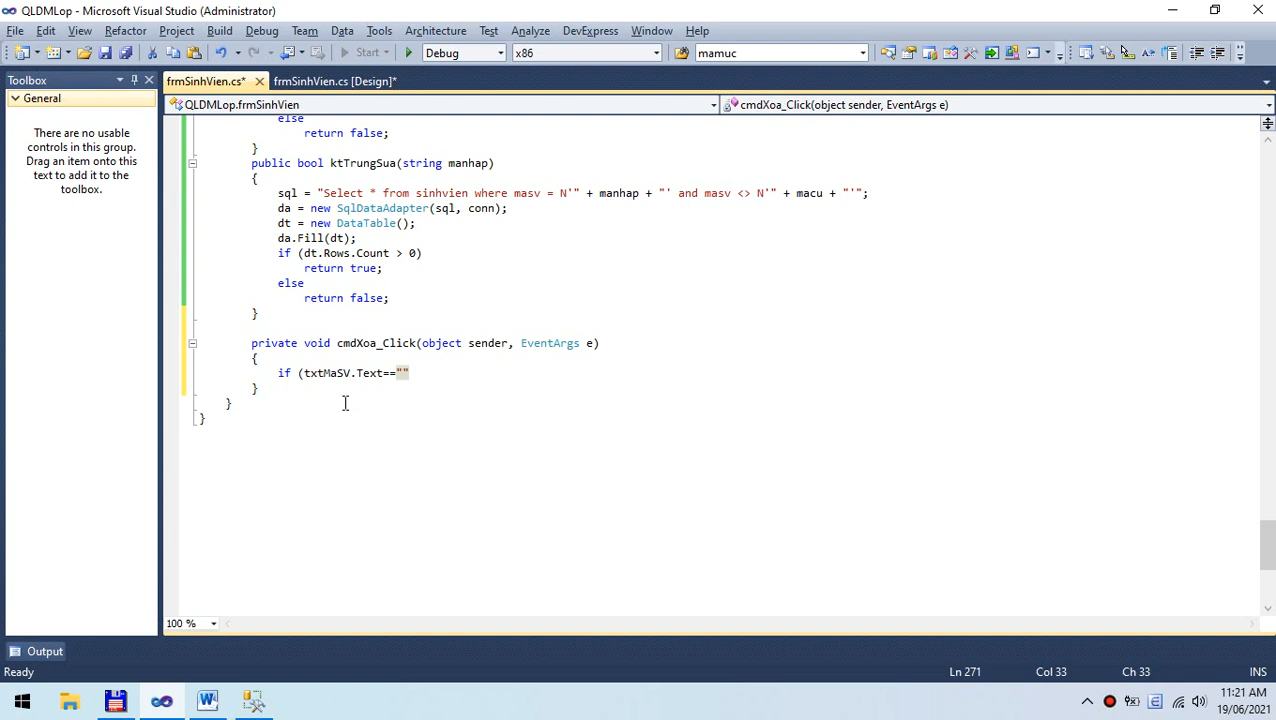 QLDMLop - Microsoft Visual Studio (Administrator)
File Edit View Refactor Project Build Debug Team Data Tools Architecture Test Analyze DevExpress Window Help
Start Debug x86 mamuc
Toolbox frmSinhVien.cs* frmSinhVien.cs [Design]*
General QLDMLop.frmSinhVien cmdXoa_Click(object sender, EventArgs e)
There are no usable
controls in this group.
Drag an item onto this
text to add it to the
toolbox.
else
return false;
}
public bool ktTrungSua(string manhap)
{
sql = "Select * from sinhvien where masv = N'" + manhap + "' and masv <> N'" + macu + "'";
da = new SqlDataAdapter(sql, conn);
dt = new DataTable();
da.Fill(dt);
if (dt.Rows.Count > 0)
return true;
else
return false;
}
private void cmdXoa_Click(object sender, EventArgs e)
{
if (txtMaSV.Text==""
}
}
}
100 %
Output
Ready Ln 271 Col 33 Ch 33 INS
11:21 AM
19/06/2021